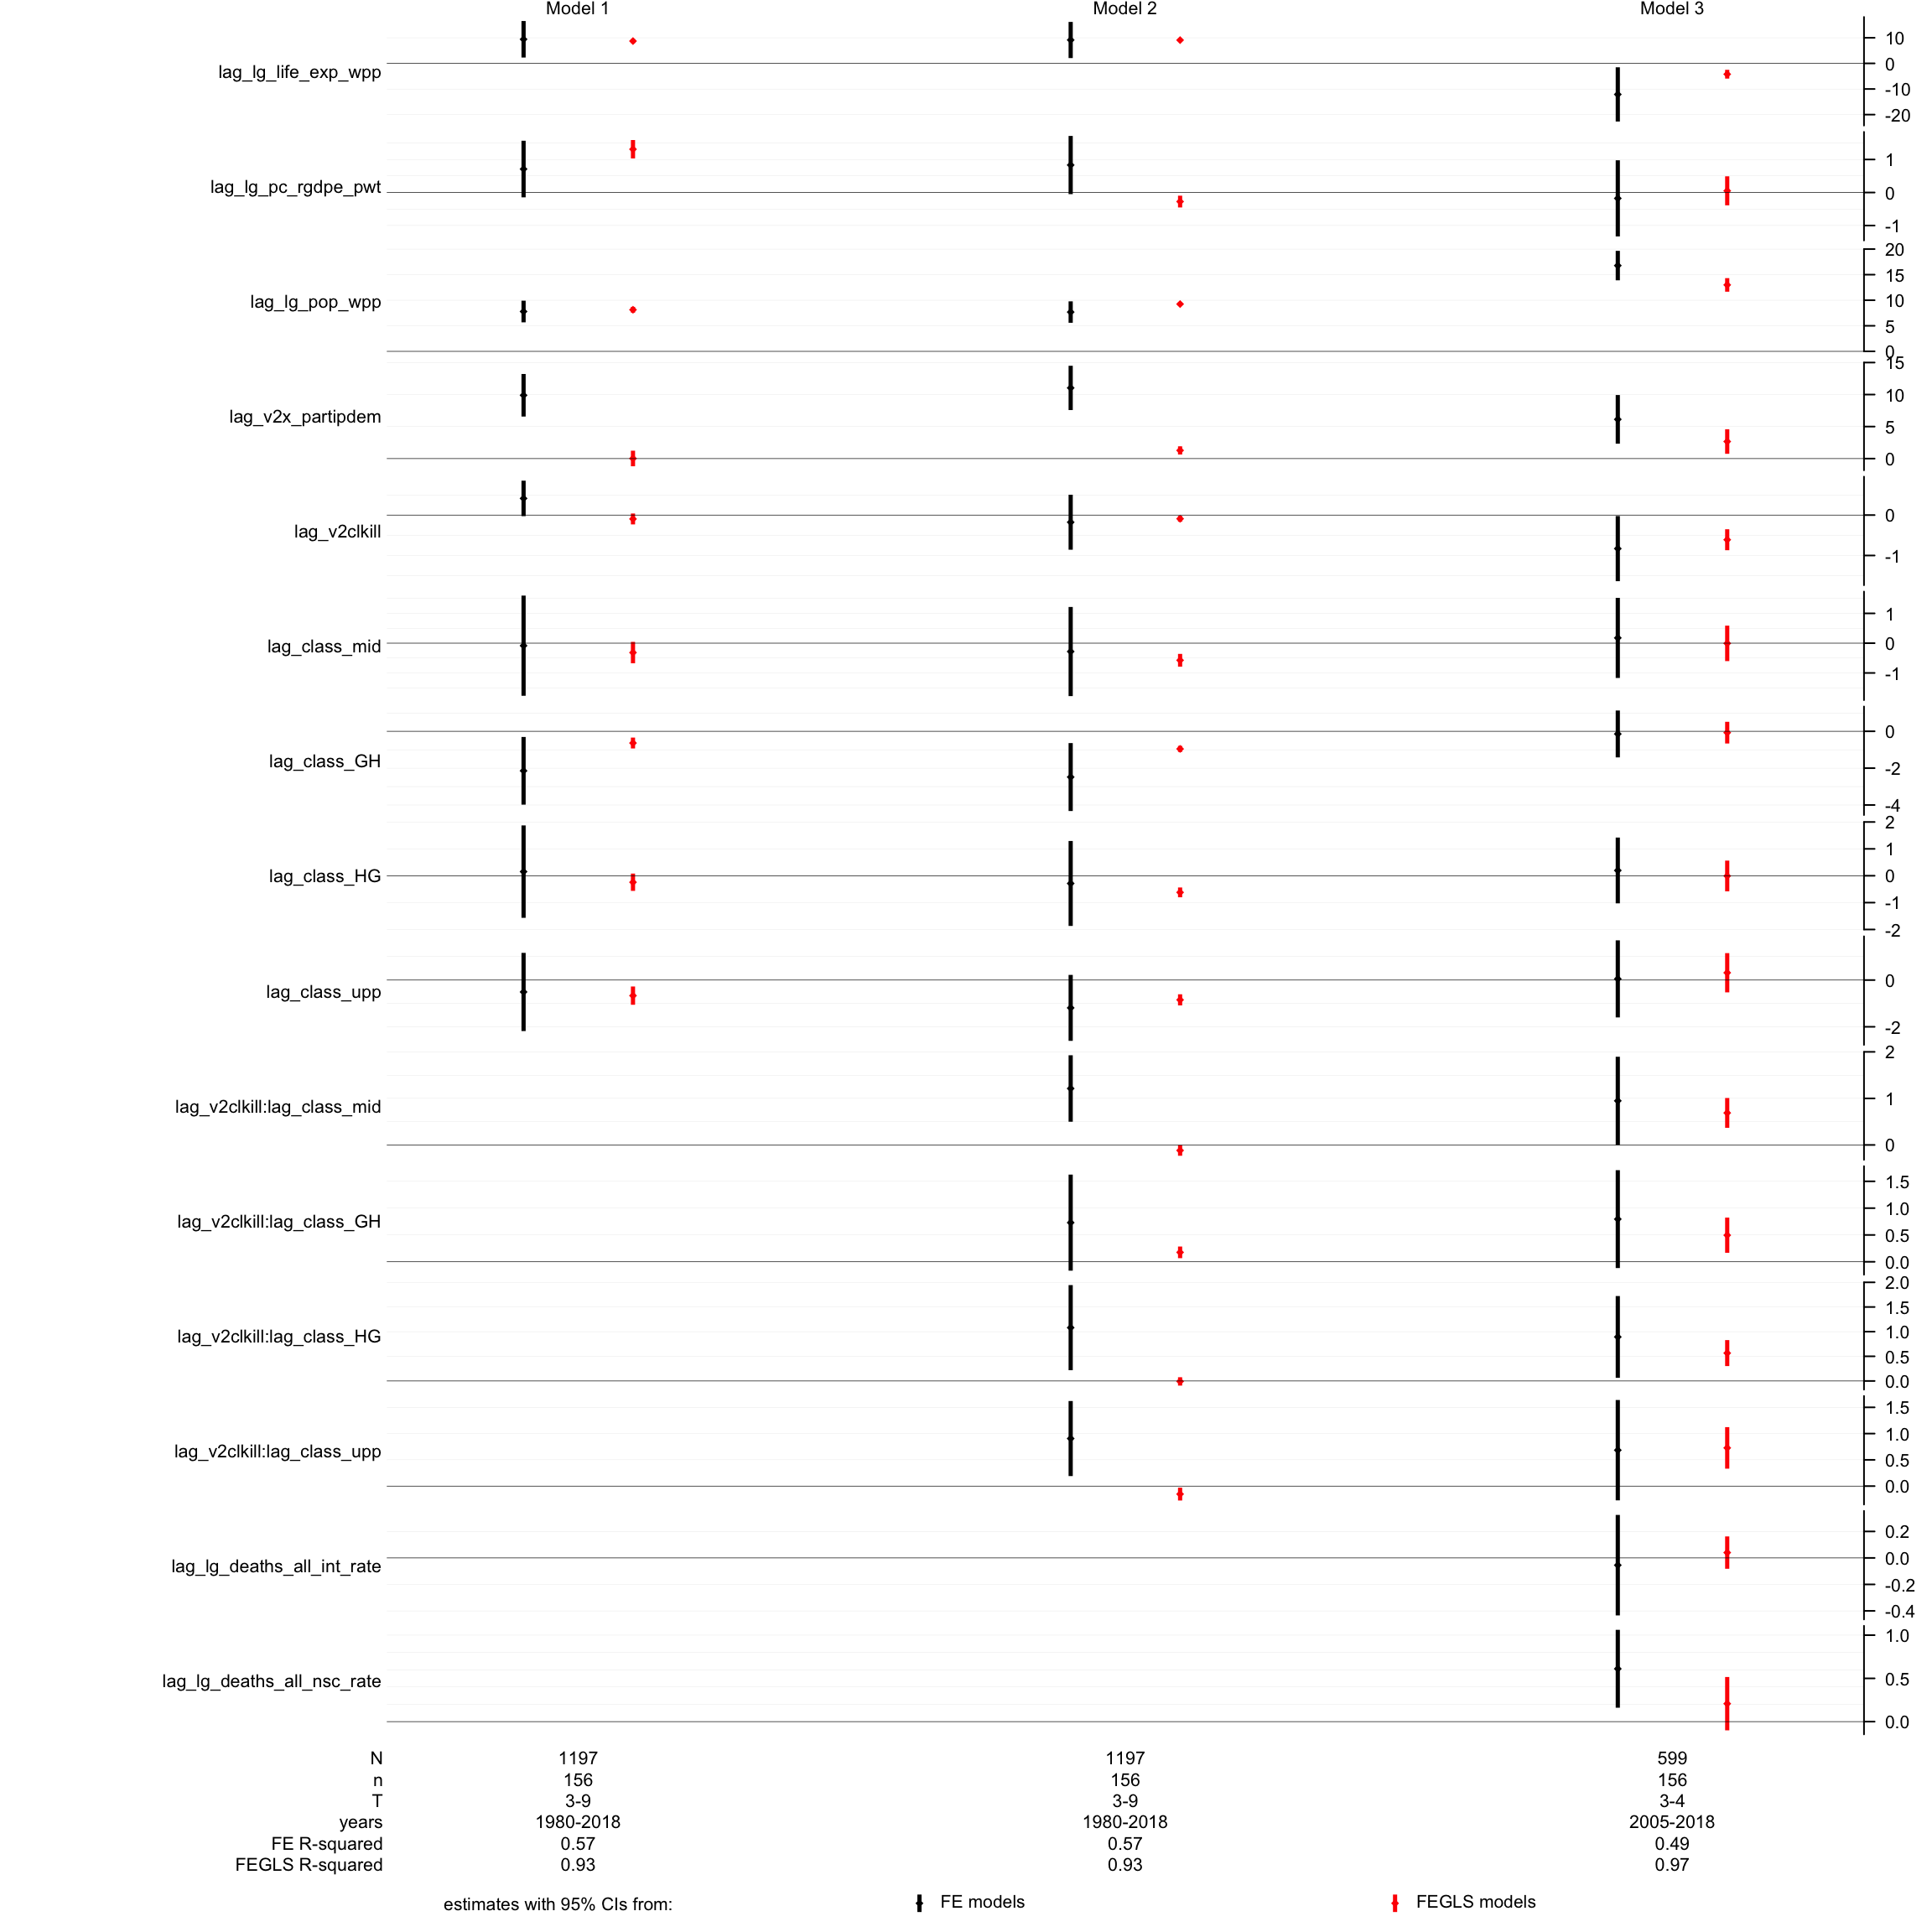 Model 1 Model 2 Model 3
lag_lg_life_exp_wpp
10
0
-10
-20
lag_lg_pc_rgdpe_pwt
1
0
-1
lag_lg_pop_wpp
20
15
10
5
0
lag_v2x_partipdem
15
10
5
0
lag_v2clkill
0
-1
lag_class_mid
1
0
-1
lag_class_GH
0
-2
-4
lag_class_HG
2
1
0
-1
-2
lag_class_upp
0
-2
lag_v2clkill:lag_class_mid
2
1
0
lag_v2clkill:lag_class_GH
1.5
1.0
0.5
0.0
lag_v2clkill:lag_class_HG
2.0
1.5
1.0
0.5
0.0
lag_v2clkill:lag_class_upp
1.5
1.0
0.5
0.0
lag_lg_deaths_all_int_rate
0.2
0.0
-0.2
-0.4
lag_lg_deaths_all_nsc_rate
1.0
0.5
0.0
N 1197 1197 599
n 156 156 156
T 3-9 3-9 3-4
years 1980-2018 1980-2018 2005-2018
FE R-squared 0.57 0.57 0.49
FEGLS R-squared 0.93 0.93 0.97
estimates with 95% CIs from: FE models FEGLS models